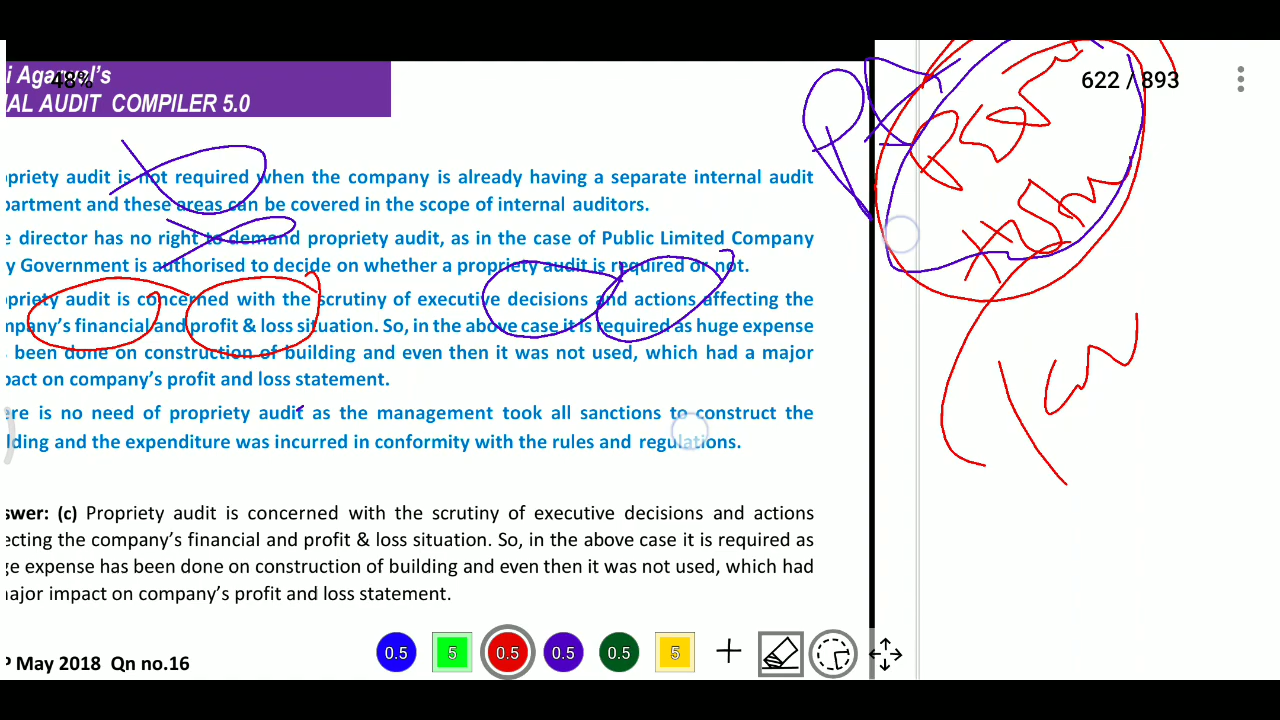 i Agarwal's
48%
AL AUDIT COMPILER 5.0
622 / 893
opriety audit is not required when the company is already having a separate internal audit
partment and these areas can be covered in the scope of internal auditors.
e director has no right to demand propriety audit, as in the case of Public Limited Company
y Government is authorised to decide on whether a propriety audit is required or not.
opriety audit is concerned with the scrutiny of executive decisions and actions affecting the
mpany's financial and profit & loss situation. So, in the above case it is required as huge expense
been done on construction of building and even then it was not used, which had a major
pact on company's profit and loss statement.
ere is no need of propriety audit as the management took all sanctions to construct the
lding and the expenditure was incurred in conformity with the rules and regulations.
swer: (c) Propriety audit is concerned with the scrutiny of executive decisions and actions
ecting the company's financial and profit & loss situation. So, in the above case it is required as
ge expense has been done on construction of building and even then it was not used, which had
najor impact on company's profit and loss statement.
P May 2018 Qn no.16
0.5 5 0.5 0.5 0.5 5